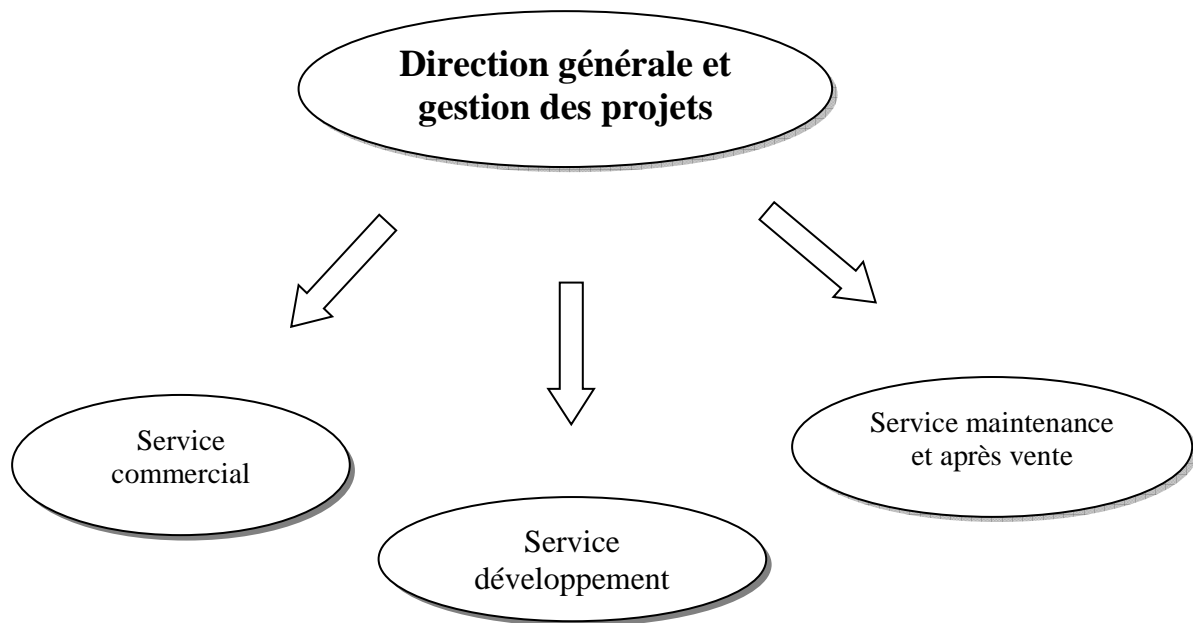 Direction générale et
gestion des projets
Service
commercial
Service maintenance
et après vente
Service
développement